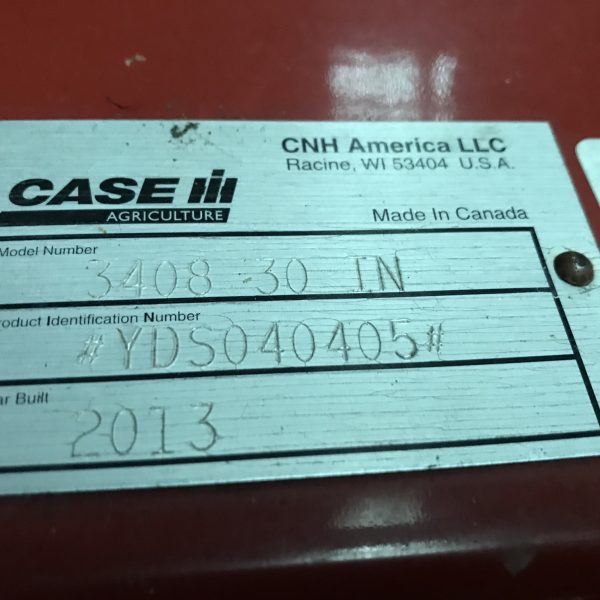 CNH America LLC
Racine, WI 53404 U.S.A.
CASE IH
AGRICULTURE
Made In Canada
Model Number
3408 30 IN
roduct Identification Number
#YDS040405#
ar Built
2013